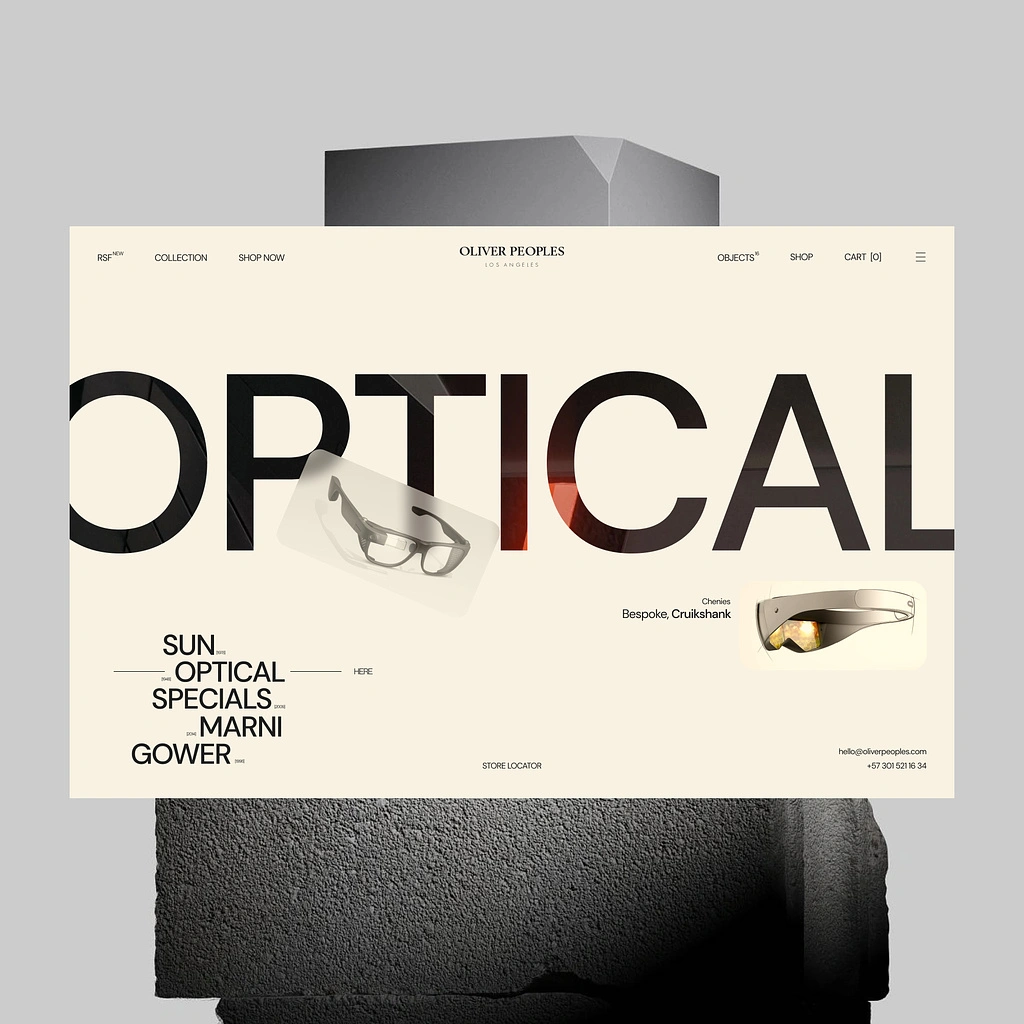 RSF NEW
COLLECTION
SHOP NOW
OLIVER PEOPLES
LOS ANGELES
OBJECTS 16
SHOP
CART [0]
OPTICAL
Chenies
Bespoke, Cruikshank
SUN
OPTICAL
HERE
SPECIALS
MARNI
GOWER
STORE LOCATOR
hello@oliverpeoples.com
+57 301 521 16 34